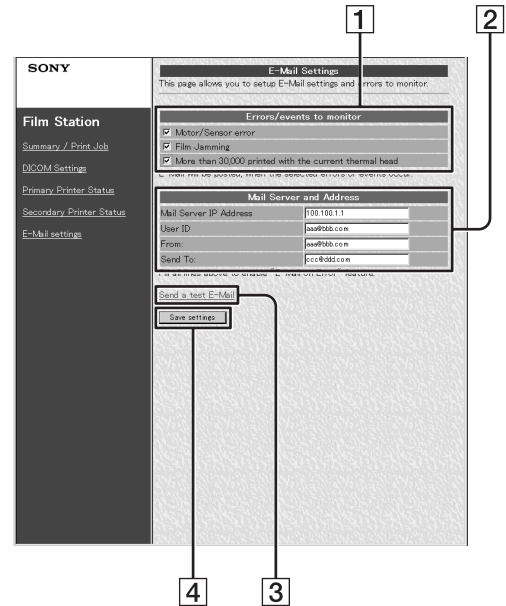 1 2
SONY
E-Mail Settings
This page allows you to setup E-Mail settings and errors to monitor.
Film Station
Summary / Print Job
DICOM Settings
Primary Printer Status
Secondary Printer Status
E-Mail settings
Errors/events to monitor
Motor/Sensor error
Film Jamming
More than 30,000 printed with the current thermal head
E-Mail will be posted, when the selected errors or events occur.
Mail Server and Address
Mail Server IP Address 100.100.1.1
User ID aaa@bbb.com
From: aaa@bbb.com
Send To: ccc@ddd.com
Fill all lines above to enable "E-Mail on Error" feature.
Send a test E-Mail
Save settings
4 3